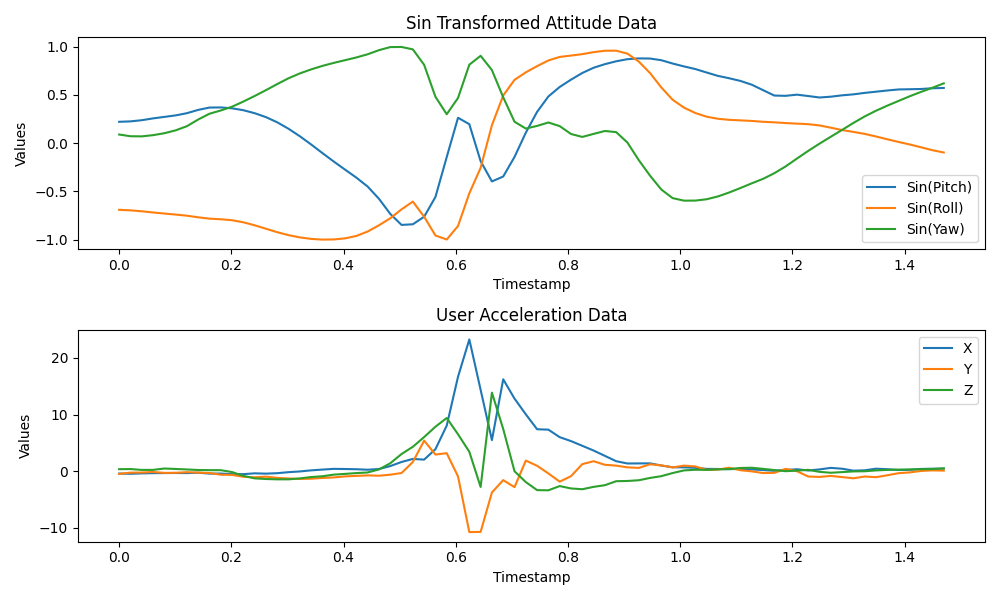 Sin Transformed Attitude Data
1.0
0.5
0.0
−0.5
−1.0
Values
Sin(Pitch)
Sin(Roll)
Sin(Yaw)
0.0 0.2 0.4 0.6 0.8 1.0 1.2 1.4
Timestamp
User Acceleration Data
20
10
0
−10
Values
X
Y
Z
0.0 0.2 0.4 0.6 0.8 1.0 1.2 1.4
Timestamp